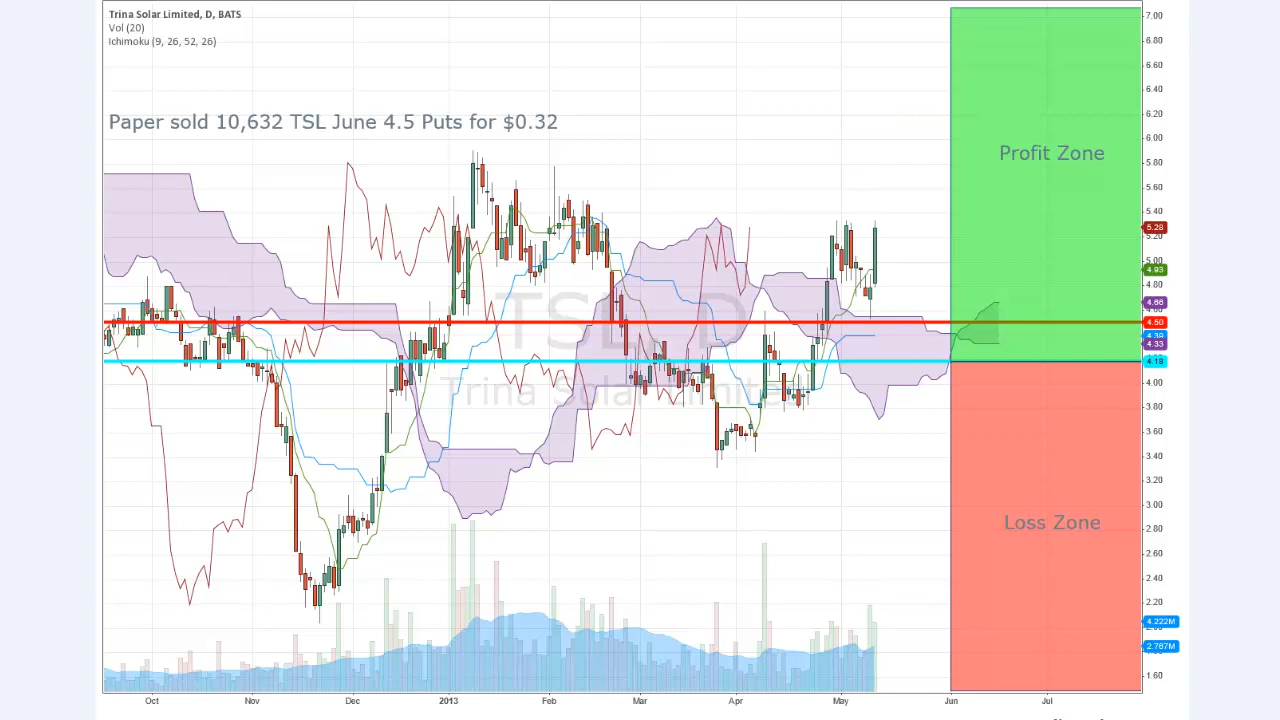 Trina Solar Limited, D, BATS
Vol (20)
Ichimoku (9, 26, 52, 26)
Paper sold 10,632 TSL June 4.5 Puts for $0.32
Profit Zone
Loss Zone
TSL, D
Trina Solar Limite
7.00
6.80
6.60
6.40
6.20
6.00
5.80
5.60
5.40
5.28
5.20
5.00
4.93
4.80
4.66
4.50
4.39
4.33
4.18
4.00
3.80
3.60
3.40
3.20
3.00
2.80
2.60
2.40
2.20
4.222M
2.767M
1.60
Oct Nov Dec 2013 Feb Mar Apr May Jun Jul